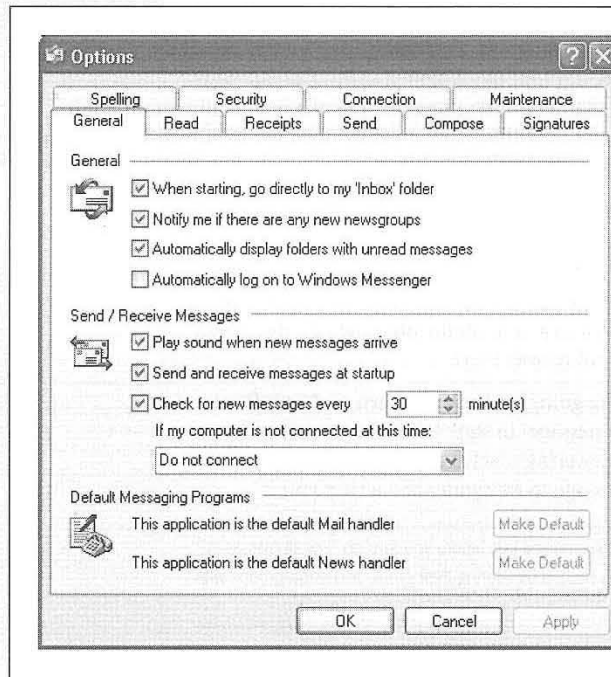 Options
Spelling Security Connection Maintenance
General Read Receipts Send Compose Signatures
General
When starting, go directly to my 'Inbox' folder
Notify me if there are any new newsgroups
Automatically display folders with unread messages
Automatically log on to Windows Messenger
Send / Receive Messages
Play sound when new messages arrive
Send and receive messages at startup
Check for new messages every 30 minute(s)
If my computer is not connected at this time:
Do not connect
Default Messaging Programs
This application is the default Mail handler Make Default
This application is the default News handler Make Default
OK Cancel Apply